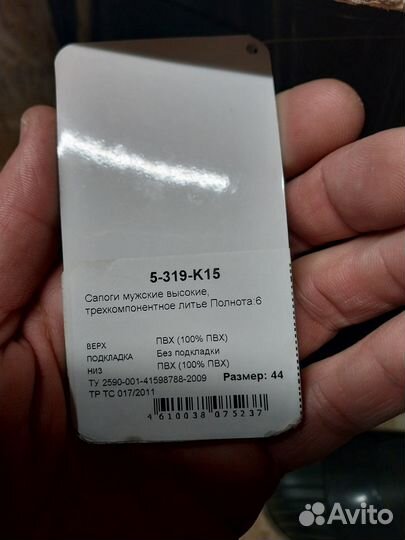 5-319-K15
Сапоги мужские высокие,
трехкомпонентное литье Полнота:6
ВЕРХ ПВХ (100% ПВХ)
ПОДКЛАДКА Без подкладки
НИЗ ПВХ (100% ПВХ)
ТУ 2590-001-41598788-2009 Размер: 44
ТР ТС 017/2011
4 610038 075237
Avito